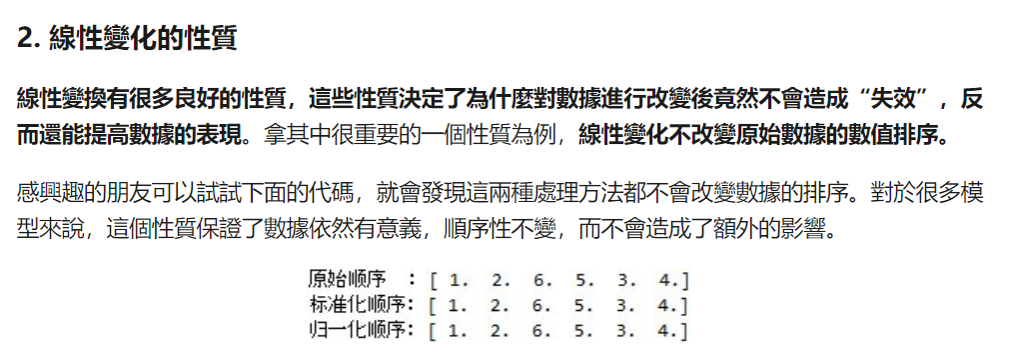 2. 線性變化的性質
線性變換有很多良好的性質，這些性質決定了為什麼對數據進行改變後竟然不會造成“失效”，反
而還能提高數據的表現。拿其中很重要的一個性質為例，線性變化不改變原始數據的數值排序。
感興趣的朋友可以試試下面的代碼，就會發現這兩種處理方法都不會改變數據的排序。對於很多模
型來說，這個性質保證了數據依然有意義，順序性不變，而不會造成了額外的影響。
原始顺序 ：[ 1. 2. 6. 5. 3. 4.]
标准化顺序：[ 1. 2. 6. 5. 3. 4.]
归一化顺序：[ 1. 2. 6. 5. 3. 4.]